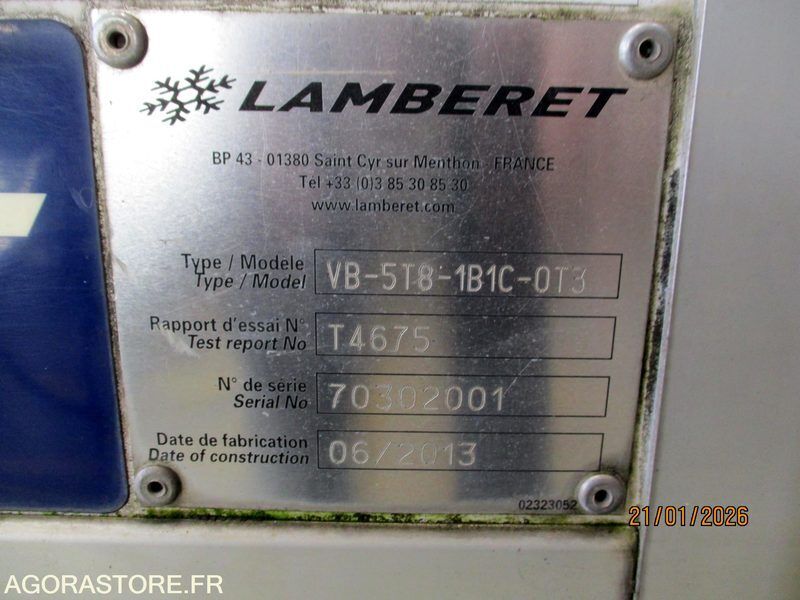 LAMBERET
BP 43 - 01380 Saint Cyr sur Menthon - FRANCE
Tel +33 (0)3 85 30 85 30
www.lamberet.com
Type / Modèle
Type / Model
VB-5T8-1B1C-0T3
Rapport d'essai N°
Test report No
T4675
N° de série
Serial No
70302001
Date de fabrication
Date of construction
06/2013
02323052
21/01/2026
AGORASTORE.FR